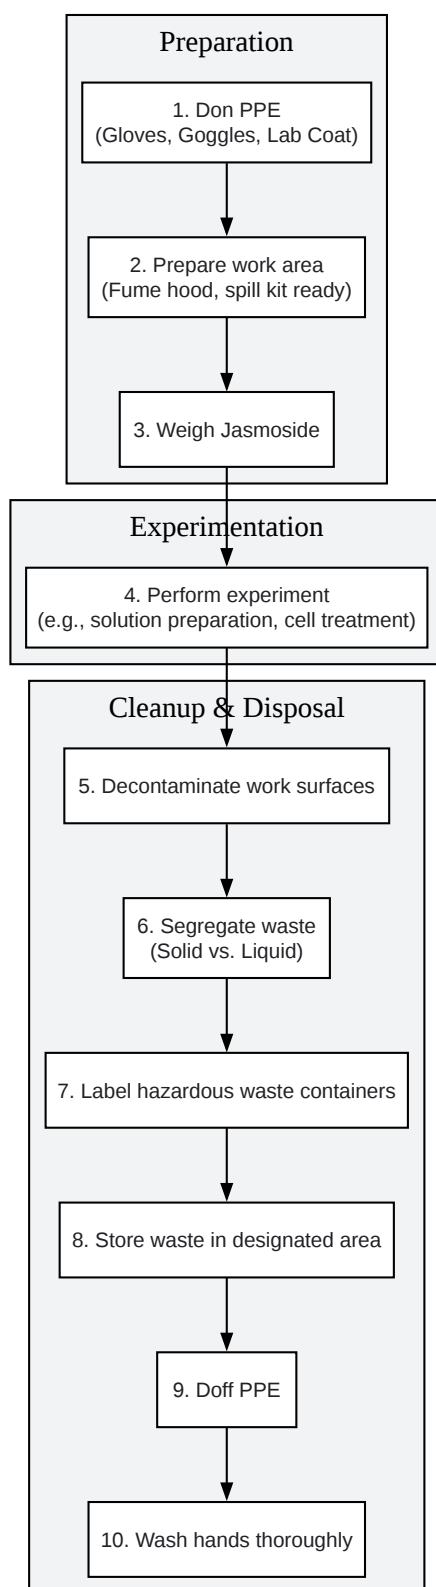 Preparation
1. Don PPE
(Gloves, Goggles, Lab Coat)
2. Prepare work area
(Fume hood, spill kit ready)
3. Weigh Jasmoside
Experimentation
4. Perform experiment
(e.g., solution preparation, cell treatment)
Cleanup & Disposal
5. Decontaminate work surfaces
6. Segregate waste
(Solid vs. Liquid)
7. Label hazardous waste containers
8. Store waste in designated area
9. Doff PPE
10. Wash hands thoroughly